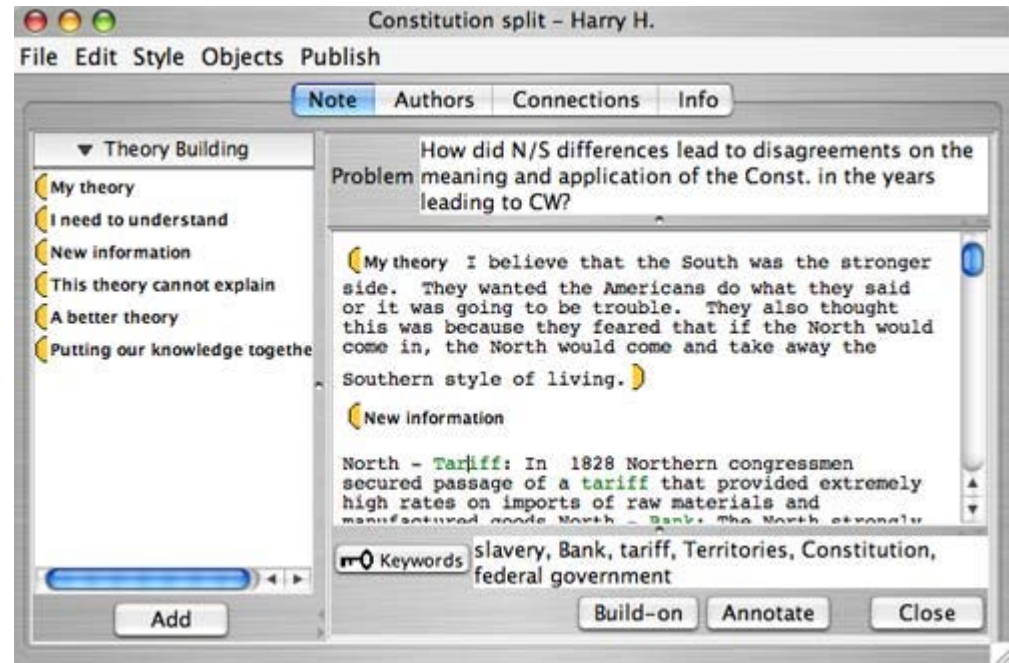 Constitution split – Harry H.
File Edit Style Objects Publish
Note Authors Connections Info
▼ Theory Building
My theory
I need to understand
New information
This theory cannot explain
A better theory
Putting our knowledge togethe
Add
Problem
How did N/S differences lead to disagreements on the
meaning and application of the Const. in the years
leading to CW?
My theory I believe that the South was the stronger
side. They wanted the Americans do what they said
or it was going to be trouble. They also thought
this was because they feared that if the North would
come in, the North would come and take away the
Southern style of living.
New information
North - Tariff: In 1828 Northern congressmen
secured passage of a tariff that provided extremely
high rates on imports of raw materials and
manufactured goods North - Bank: The North strongly
Keywords
slavery, Bank, tariff, Territories, Constitution,
federal government
Build-on Annotate Close